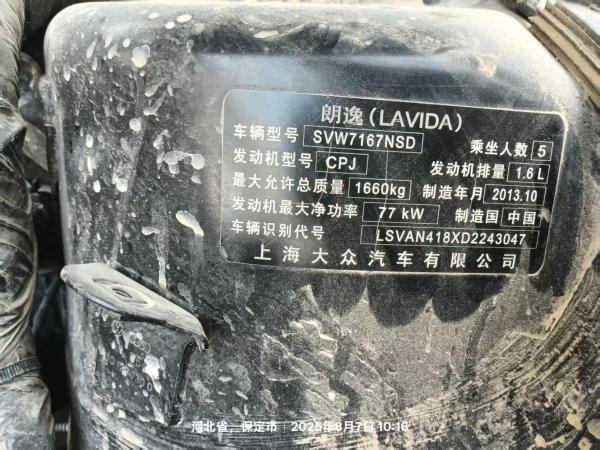 朗逸(LAVIDA)
车辆型号 SVW7167NSD 乘坐人数 5
发动机型号 CPJ 发动机排量 1.6 L
最大允许总质量 1660kg 制造年月 2013.10
发动机最大净功率 77 kW 制造国 中国
车辆识别代号 LSVAN418XD2243047
上海大众汽车有限公司
河北省，保定市 2025年3月7日 10:16